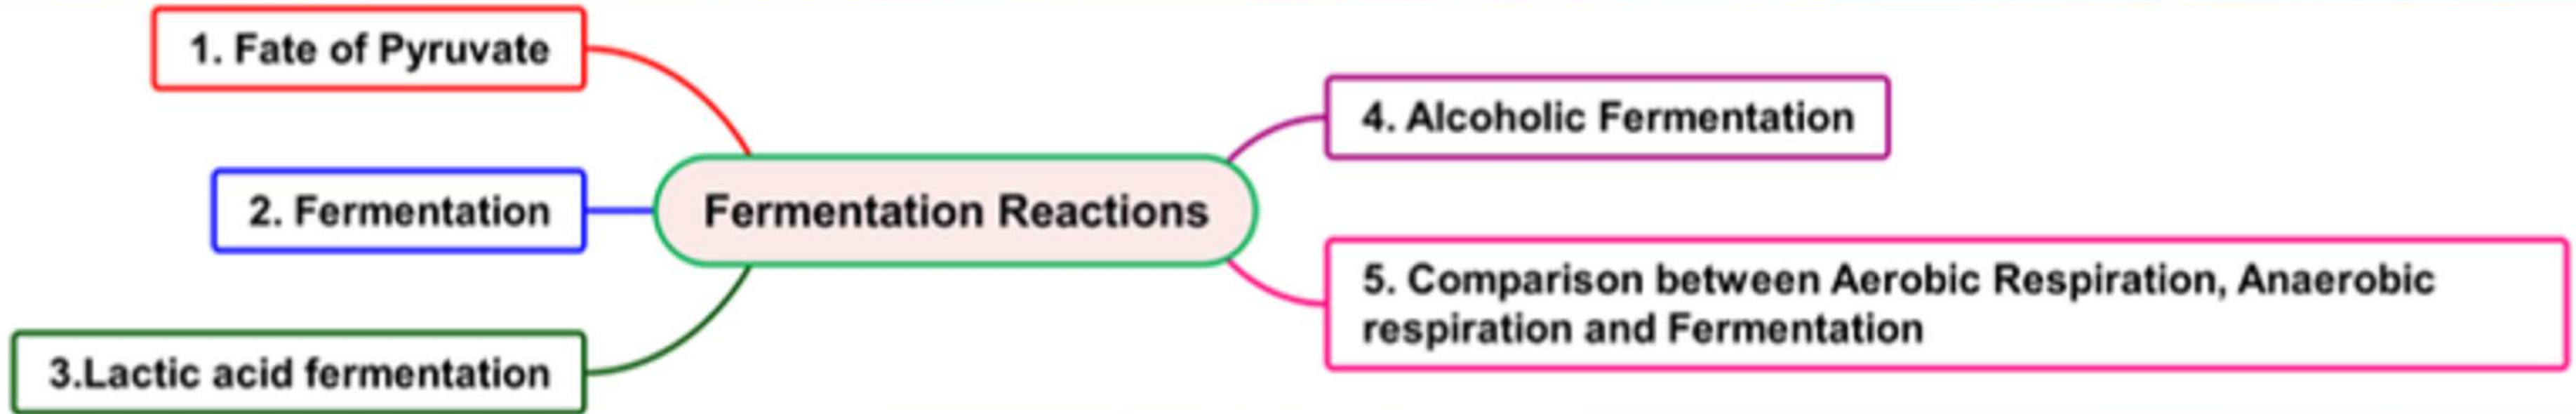 1. Fate of Pyruvate
2. Fermentation
3.Lactic acid fermentation
Fermentation Reactions
4. Alcoholic Fermentation
5. Comparison between Aerobic Respiration, Anaerobic
respiration and Fermentation